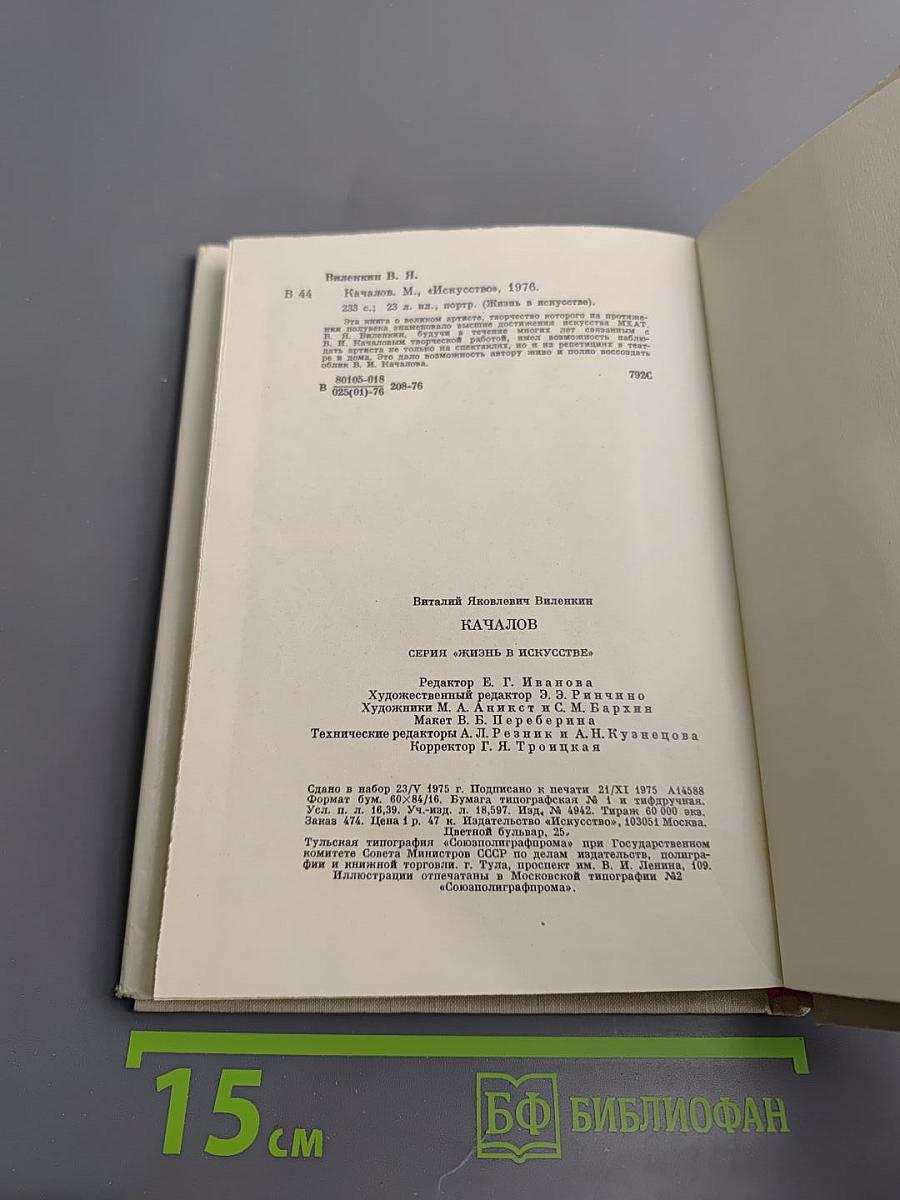 Виленкин В. Я.
В 44 Качалов. М., «Искусство», 1976.
233 с.; 23 л. ил., портр. (Жизнь в искусстве).
Эта книга о великом артисте, творчество которого на протяже-
нии полувека знаменовало высшие достижения искусства МХАТ.
В. Я. Виленкин, будучи в течение многих лет связанным с
В. И. Качаловым творческой работой, имел возможность наблю-
дать артиста не только на спектаклях, но и на репетициях в теат-
ре и дома. Это дало возможность автору живо и полно воссоздать
облик В. И. Качалова.
В 80105-018 208-76 792С
025(01)-76
Виталий Яковлевич Виленкин
КАЧАЛОВ
СЕРИЯ «ЖИЗНЬ В ИСКУССТВЕ»
Редактор Е. Г. Иванова
Художественный редактор Э. Э. Ринчино
Художники М. А. Аникст и С. М. Бархин
Макет В. Б. Переберина
Технические редакторы А. Л. Резник и А. Н. Кузнецова
Корректор Г. Я. Троицкая
Сдано в набор 23/V 1975 г. Подписано к печати 21/XI 1975 А14588
Формат бум. 60×84/16. Бумага типографская № 1 и тифдручная.
Усл. п. л. 16,39. Уч.-изд. л. 18,597. Изд. № 4942. Тираж 60 000 экз.
Заказ 474. Цена 1 р. 47 к. Издательство «Искусство», 103051 Москва.
Цветной бульвар, 25.
Тульская типография «Союзполиграфпрома» при Государственном
комитете Совета Министров СССР по делам издательств, полигра-
фии и книжной торговли. г. Тула, проспект им. В. И. Ленина, 109.
Иллюстрации отпечатаны в Московской типографии №2
«Союзполиграфпрома».
15 см БФ БИБЛИОФАН